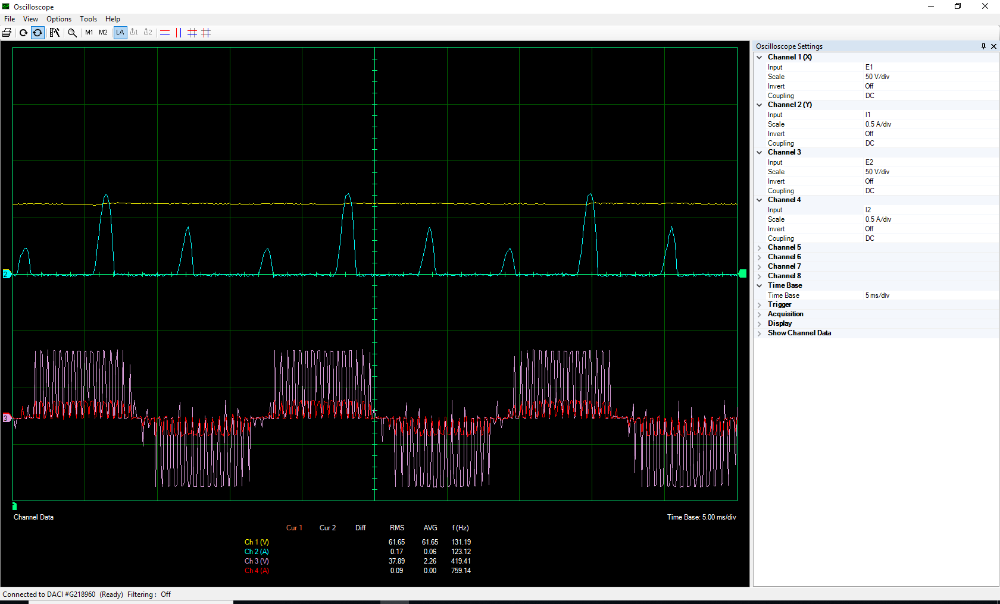 Oscilloscope
File View Options Tools Help
M1 M2 LA 1 2
Oscilloscope Settings
Channel 1 (X)
Input E1
Scale 50 V/div
Invert Off
Coupling DC
Channel 2 (Y)
Input I1
Scale 0.5 A/div
Invert Off
Coupling DC
Channel 3
Input E2
Scale 50 V/div
Invert Off
Coupling DC
Channel 4
Input I2
Scale 0.5 A/div
Invert Off
Coupling DC
Channel 5
Channel 6
Channel 7
Channel 8
Time Base
Time Base 5 ms/div
Trigger
Acquisition
Display
Show Channel Data
2
3
T
Channel Data Time Base: 5.00 ms/div
Cur 1 Cur 2 Diff RMS AVG f (Hz)
Ch 1 (V) 61.65 61.65 131.19
Ch 2 (A) 0.17 0.06 123.12
Ch 3 (V) 37.89 2.26 419.41
Ch 4 (A) 0.09 0.00 759.14
Connected to DACI #G218960 (Ready) Filtering : Off